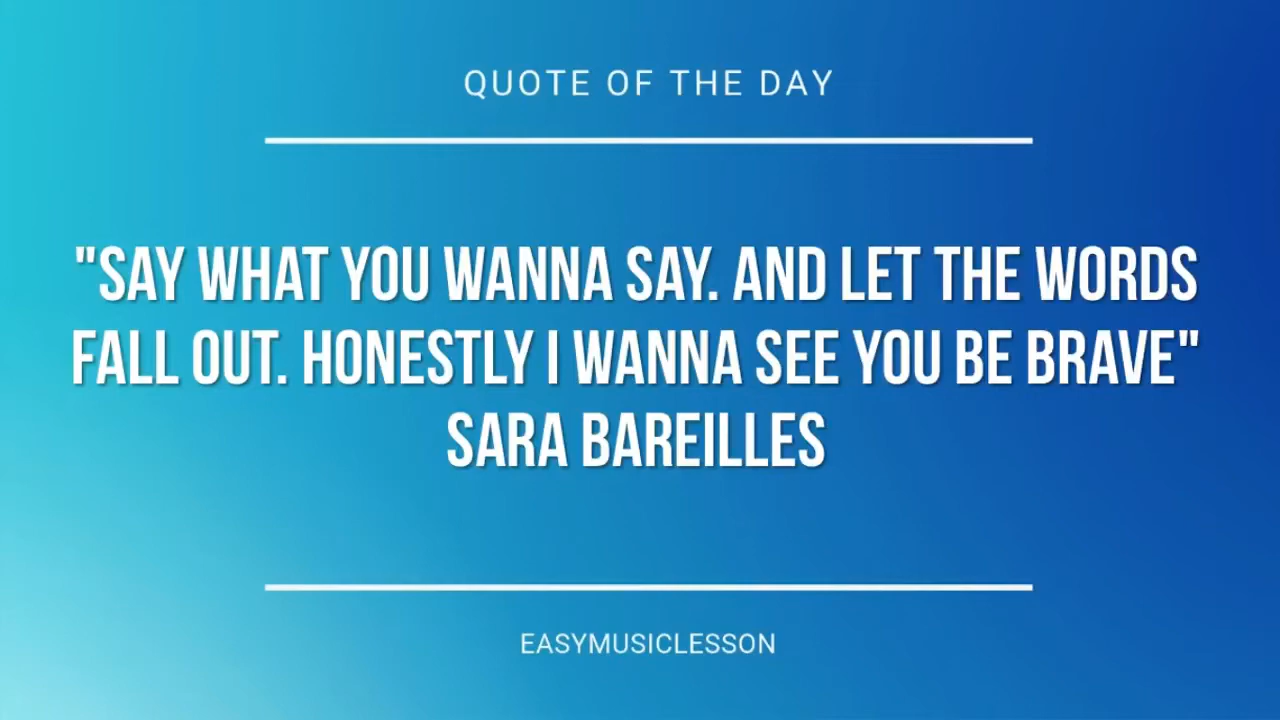 QUOTE OF THE DAY
"SAY WHAT YOU WANNA SAY. AND LET THE WORDS
FALL OUT. HONESTLY I WANNA SEE YOU BE BRAVE"
SARA BAREILLES
EASYMUSICLESSON